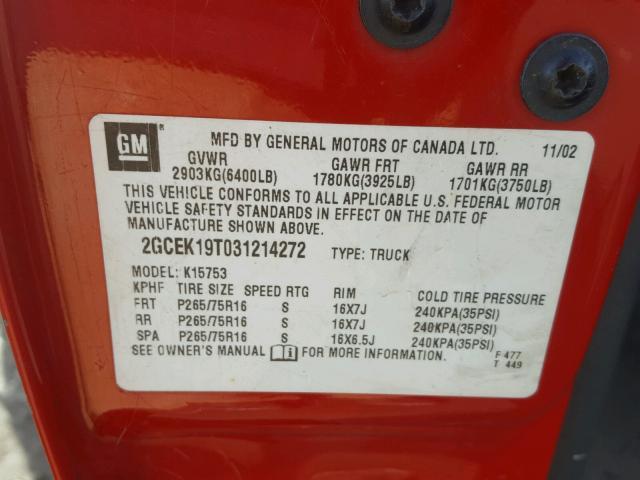 GM ® MFD BY GENERAL MOTORS OF CANADA LTD. 11/02
GVWR GAWR FRT GAWR RR
2903KG(6400LB) 1780KG(3925LB) 1701KG(3750LB)
THIS VEHICLE CONFORMS TO ALL APPLICABLE U.S. FEDERAL MOTOR
VEHICLE SAFETY STANDARDS IN EFFECT ON THE DATE OF
MANUFACTURE SHOWN ABOVE.
2GCEK19T031214272 TYPE: TRUCK
MODEL: K15753
KPHF TIRE SIZE SPEED RTG RIM COLD TIRE PRESSURE
FRT P265/75R16 S 16X7J 240KPA(35PSI)
RR P265/75R16 S 16X7J 240KPA(35PSI)
SPA P265/75R16 S 16X6.5J 240KPA(35PSI)
SEE OWNER'S MANUAL i FOR MORE INFORMATION. F 477
T 449